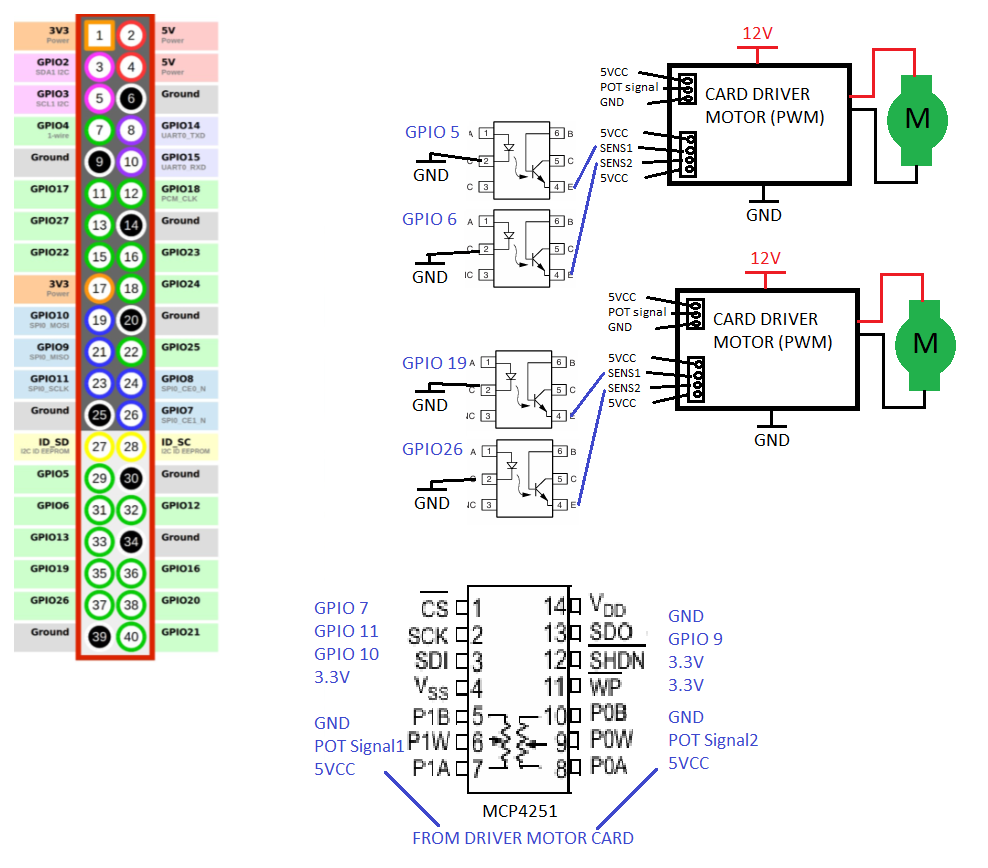 3V3
Power
1
2
5V
Power
GPIO2
SDA1 I2C
3
4
5V
Power
GPIO3
SCL1 I2C
5
6
Ground
GPIO4
1-wire
7
8
GPIO14
UART0_TXD
Ground
9
10
GPIO15
UART0_RXD
GPIO17
11
12
GPIO18
PCM_CLK
GPIO27
13
14
Ground
GPIO22
15
16
GPIO23
3V3
Power
17
18
GPIO24
GPIO10
SPI0_MOSI
19
20
Ground
GPIO9
SPI0_MISO
21
22
GPIO25
GPIO11
SPI0_SCLK
23
24
GPIO8
SPI0_CE0_N
Ground
25
26
GPIO7
SPI0_CE1_N
ID_SD
I2C ID EEPROM
27
28
ID_SC
I2C ID EEPROM
GPIO5
29
30
Ground
GPIO6
31
32
GPIO12
GPIO13
33
34
Ground
GPIO19
35
36
GPIO16
GPIO26
37
38
GPIO20
Ground
39
40
GPIO21
12V
5VCC
POT signal
GND
CARD DRIVER
MOTOR (PWM)
M
5VCC
SENS1
SENS2
5VCC
GND
GPIO 5
A 1 6 B
C 2 5 C
C 3 4 E
GND
GPIO 6
A 1 6 B
2 5 C
IC 3 4 E
GND
12V
5VCC
POT signal
GND
CARD DRIVER
MOTOR (PWM)
M
5VCC
SENS1
SENS2
5VCC
GND
GPIO 19
A 1 6 B
C 2 5 C
NC 3 4 E
GND
GPIO26
A 1 6 B
C 2 5 C
NC 3 4 E
GND
GPIO 7
GPIO 11
GPIO 10
3.3V
GND
POT Signal1
5VCC
CS 1 14 VDD
SCK 2 13 SDO
SDI 3 12 SHDN
VSS 4 11 WP
P1B 5 10 P0B
P1W 6 9 P0W
P1A 7 8 P0A
GND
GPIO 9
3.3V
3.3V
GND
POT Signal2
5VCC
MCP4251
FROM DRIVER MOTOR CARD